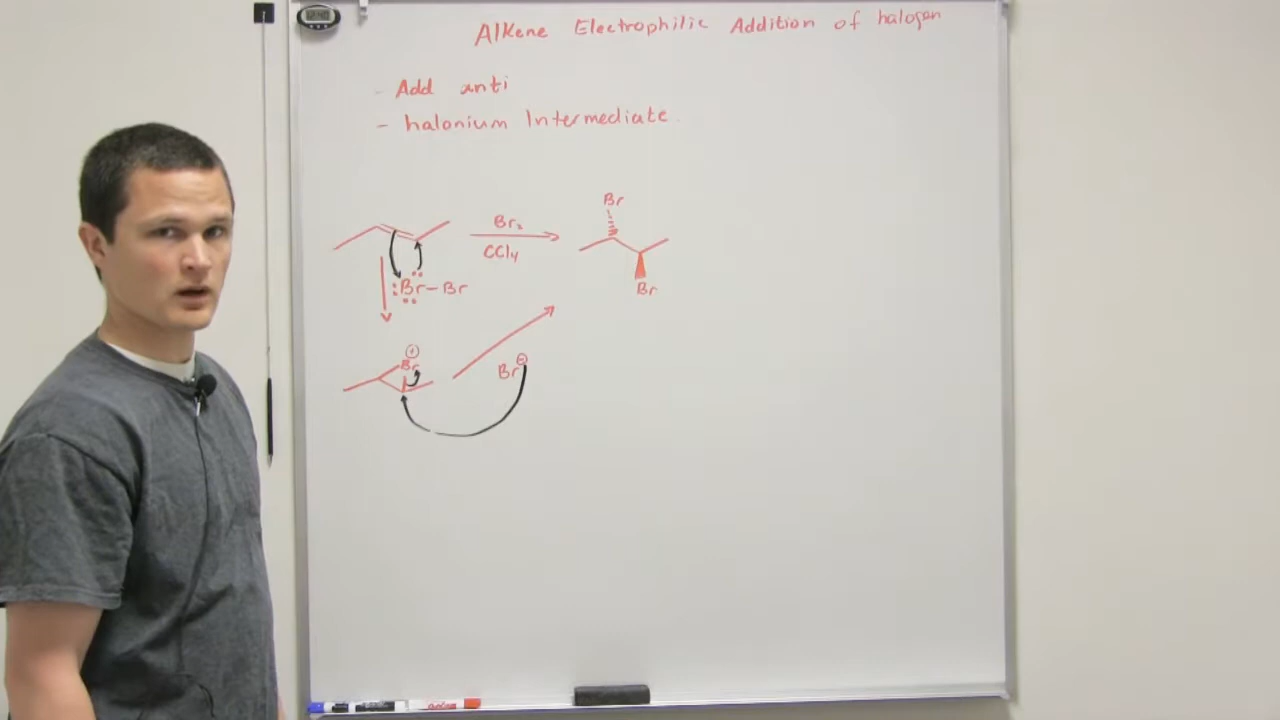 Alkene Electrophilic Addition of halogen
- Add anti
- halonium Intermediate
Br
Br₂
CCl₄
:Br-Br
Br
⊕
Br
Br⊖